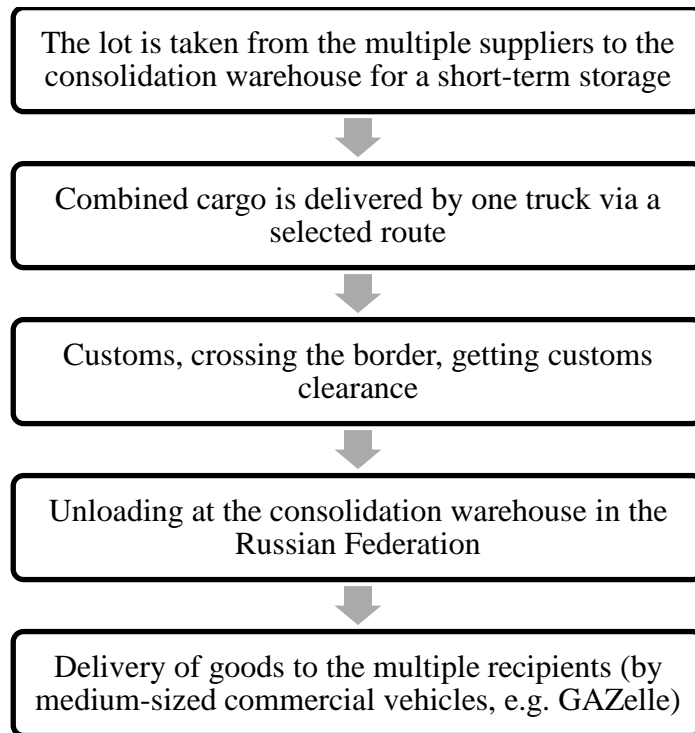 The lot is taken from the multiple suppliers to the
consolidation warehouse for a short-term storage
Combined cargo is delivered by one truck via a
selected route
Customs, crossing the border, getting customs
clearance
Unloading at the consolidation warehouse in the
Russian Federation
Delivery of goods to the multiple recipients (by
medium-sized commercial vehicles, e.g. GAZelle)